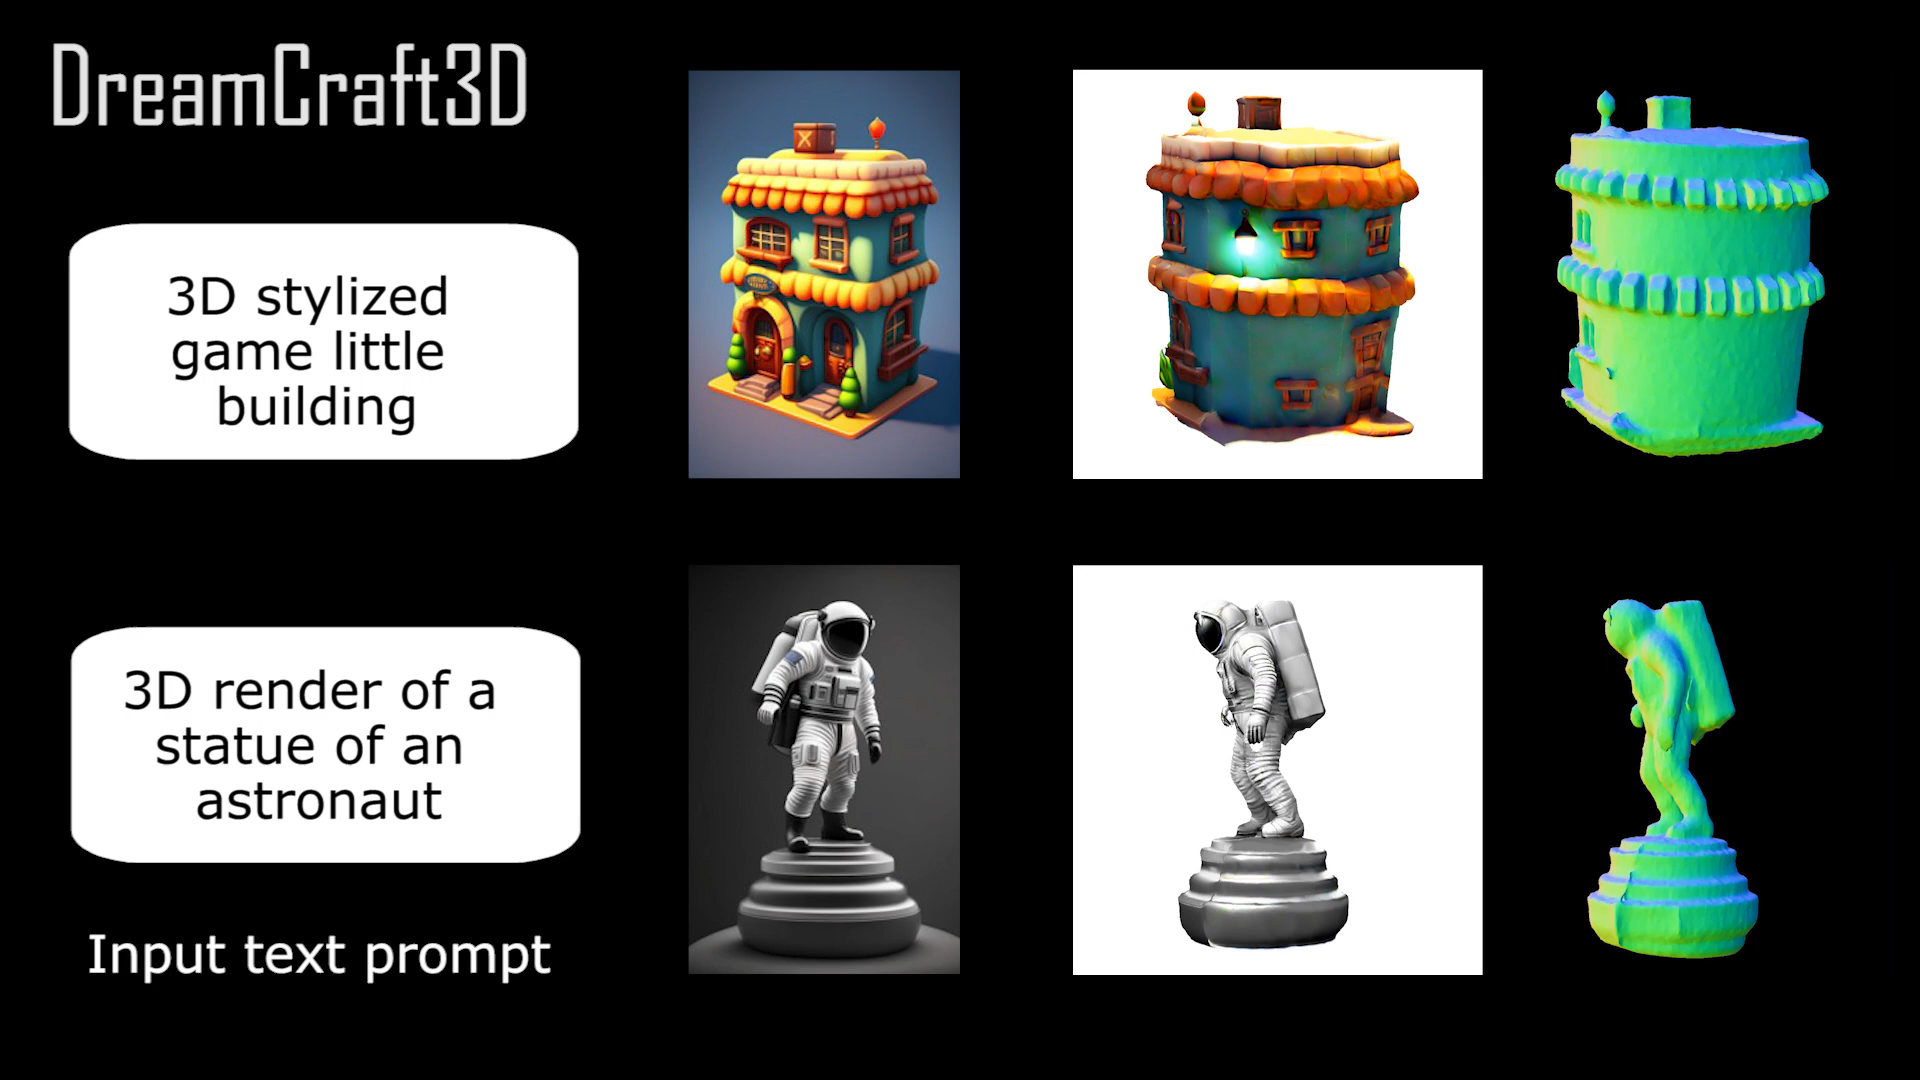 DreamCraft3D
3D stylized
game little
building
3D render of a
statue of an
astronaut
Input text prompt